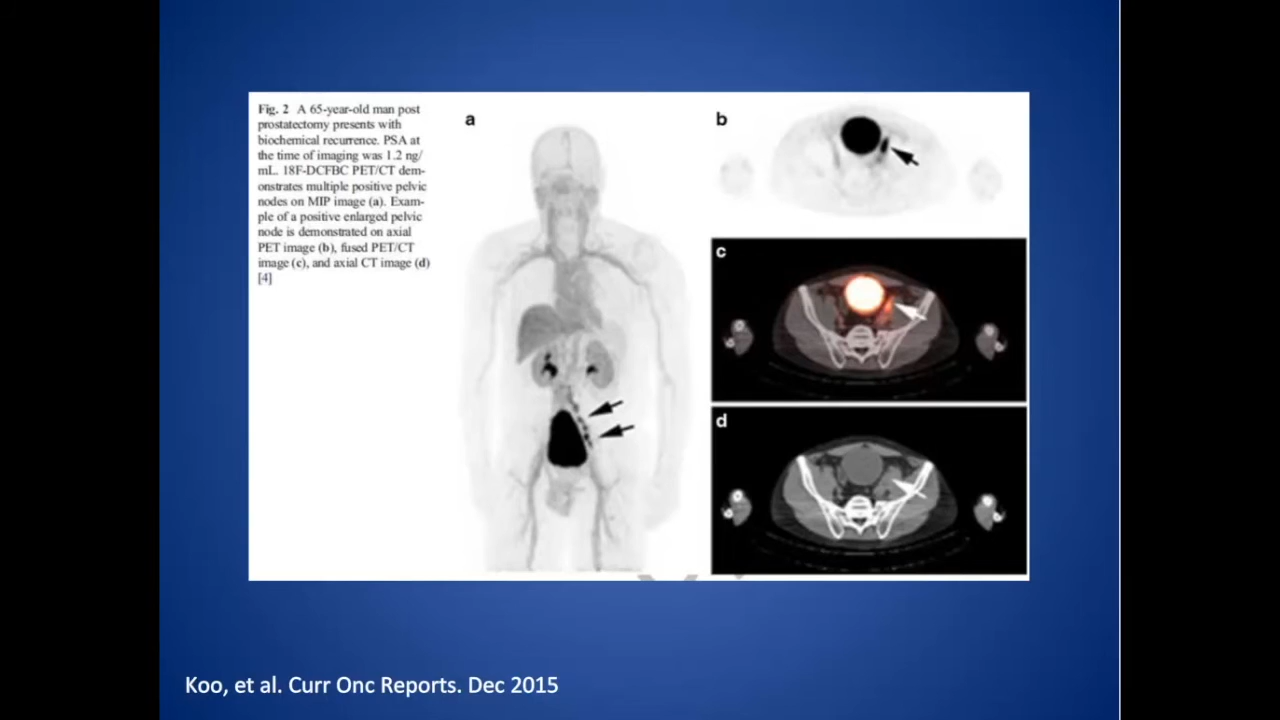 Fig. 2 A 65-year-old man post
prostatectomy presents with
biochemical recurrence. PSA at
the time of imaging was 1.2 ng/
mL. 18F-DCFBC PET/CT dem-
onstrates multiple positive pelvic
nodes on MIP image (a). Exam-
ple of a positive enlarged pelvic
node is demonstrated on axial
PET image (b), fused PET/CT
image (c), and axial CT image (d)
[4]
a
b
c
d
Koo, et al. Curr Onc Reports. Dec 2015